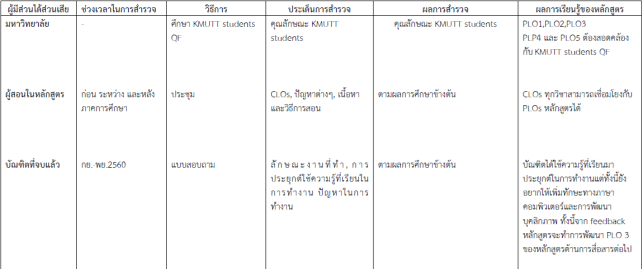 ผู้มีส่วนได้ส่วนเสีย ช่วงเวลาในการสำรวจ วิธีการ ประเด็นการสำรวจ ผลการสำรวจ ผลการเรียนรู้ของหลักสูตร
มหาวิทยาลัย - ศึกษา KMUTT students คุณลักษณะ KMUTT คุณลักษณะ KMUTT students PLO1,PLO2,PLO3
QF students PLP4 และ PLO5 ต้องสอดคล้อง
กับ KMUTT students QF
ผู้สอนในหลักสูตร ก่อน ระหว่าง และหลัง ประชุม CLOs, ปัญหาต่างๆ, เนื้อหา ตามผลการศึกษาข้างต้น CLOs ทุกวิชาสามารถเชื่อมโยงกับ
ภาคการศึกษา และวิธีการสอน PLOs หลักสูตรได้
บัณฑิตที่จบแล้ว กย.-พย.2560 แบบสอบถาม ลักษณะงานที่ทำ, การ ตามผลการศึกษาข้างต้น บัณฑิตได้ใช้ความรู้ที่เรียนมา
ประยุกต์ใช้ความรู้ที่เรียนใน ประยุกต์ในการทำงานแต่ทั้งนี้ยัง
การทำงาน ปัญหาในการ อยากให้เพิ่มทักษะทางภาษา
ทำงาน คอมพิวเตอร์และการพัฒนา
บุคลิกภาพ ทั้งนี้จาก feedback
หลักสูตรจะทำการพัฒนา PLO 3
ของหลักสูตรด้านการสื่อสารต่อไป